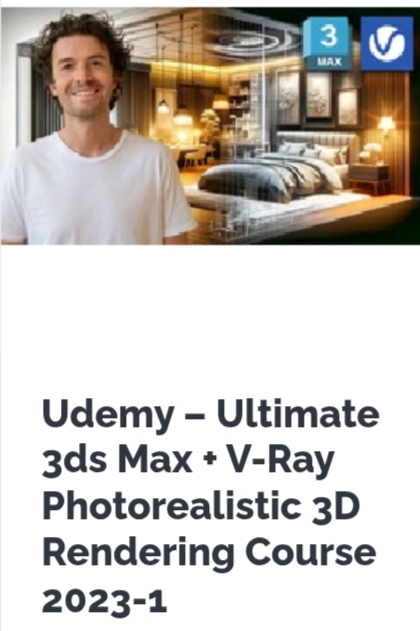 3
MAX
Udemy – Ultimate
3ds Max + V-Ray
Photorealistic 3D
Rendering Course
2023-1